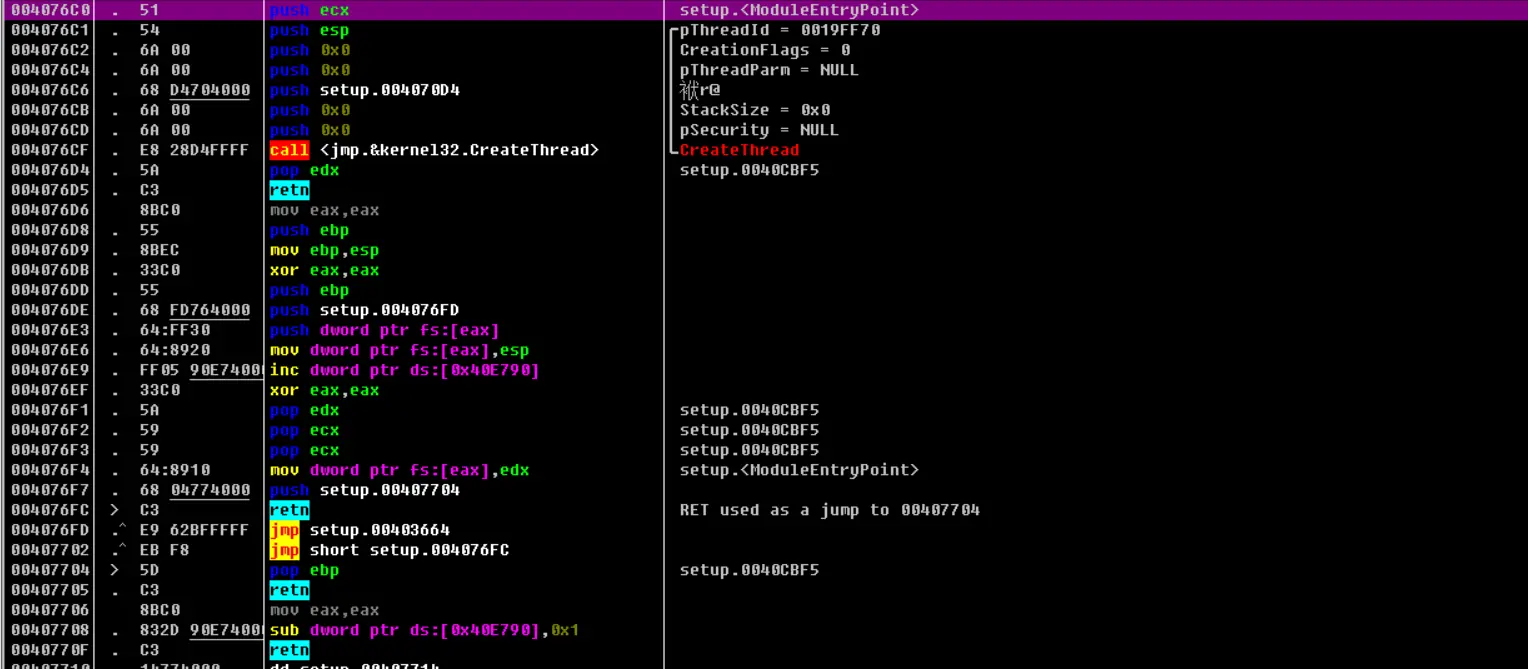 004076C0 . 51 push ecx setup.<ModuleEntryPoint>
004076C1 . 54 push esp pThreadId = 0019FF70
004076C2 . 6A 00 push 0x0 CreationFlags = 0
004076C4 . 6A 00 push 0x0 pThreadParm = NULL
004076C6 . 68 D4704000 push setup.004070D4 r@
004076CB . 6A 00 push 0x0 StackSize = 0x0
004076CD . 6A 00 push 0x0 pSecurity = NULL
004076CF . E8 28D4FFFF call <jmp.&kernel32.CreateThread> CreateThread
004076D4 . 5A pop edx setup.0040CBF5
004076D5 . C3 retn
004076D6 8BC0 mov eax,eax
004076D8 . 55 push ebp
004076D9 . 8BEC mov ebp,esp
004076DB . 33C0 xor eax,eax
004076DD . 55 push ebp
004076DE . 68 FD764000 push setup.004076FD
004076E3 . 64:FF30 push dword ptr fs:[eax]
004076E6 . 64:8920 mov dword ptr fs:[eax],esp
004076E9 . FF05 90E7400 inc dword ptr ds:[0x40E790]
004076EF . 33C0 xor eax,eax
004076F1 . 5A pop edx setup.0040CBF5
004076F2 . 59 pop ecx setup.0040CBF5
004076F3 . 59 pop ecx setup.0040CBF5
004076F4 . 64:8910 mov dword ptr fs:[eax],edx setup.<ModuleEntryPoint>
004076F7 . 68 04774000 push setup.00407704
004076FC > C3 retn RET used as a jump to 00407704
004076FD .^ E9 62BFFFFF jmp setup.00403664
00407702 .^ EB F8 jmp short setup.004076FC
00407704 > 5D pop ebp setup.0040CBF5
00407705 . C3 retn
00407706 8BC0 mov eax,eax
00407708 . 832D 90E7400 sub dword ptr ds:[0x40E790],0x1
0040770F . C3 retn
00407710 . 14774000 dd setup.00407714